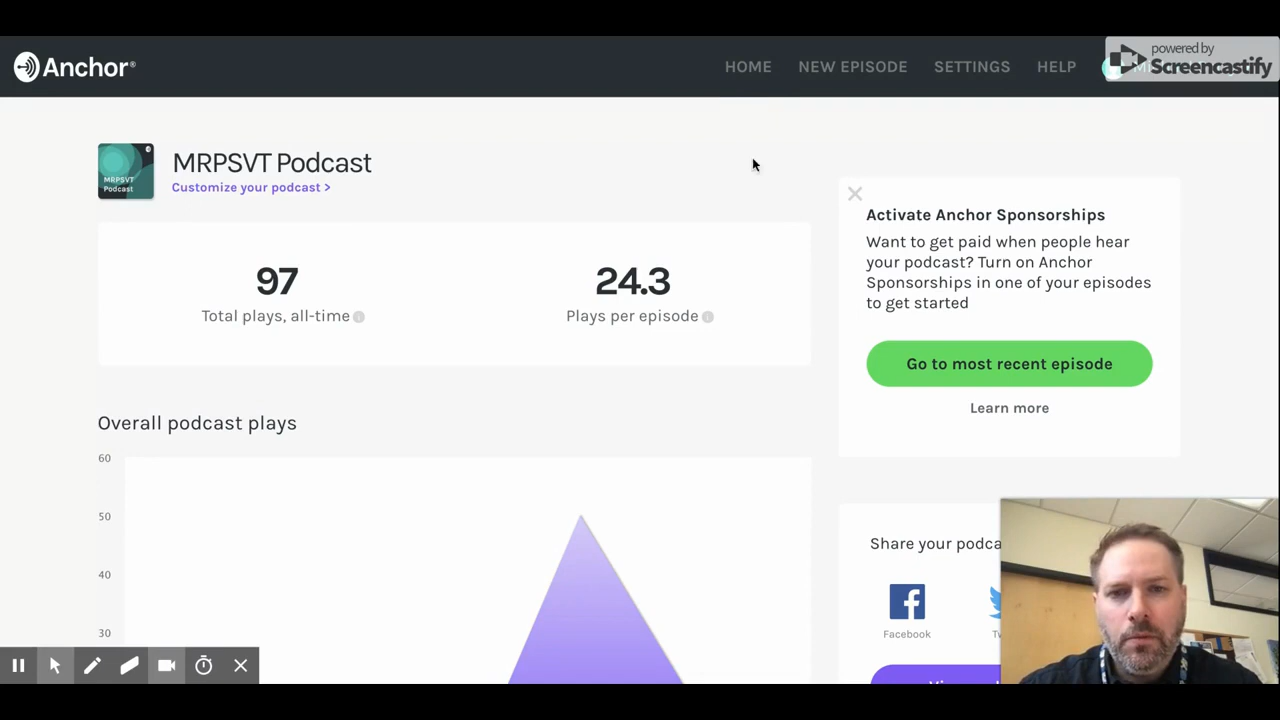 Anchor®
HOME NEW EPISODE SETTINGS HELP
powered by
Screencastify
MRPSVT
Podcast
MRPSVT Podcast
Customize your podcast >
97
Total plays, all-time
24.3
Plays per episode
Activate Anchor Sponsorships
Want to get paid when people hear
your podcast? Turn on Anchor
Sponsorships in one of your episodes
to get started
Go to most recent episode
Learn more
Overall podcast plays
60
50
40
30
Share your podca
Facebook